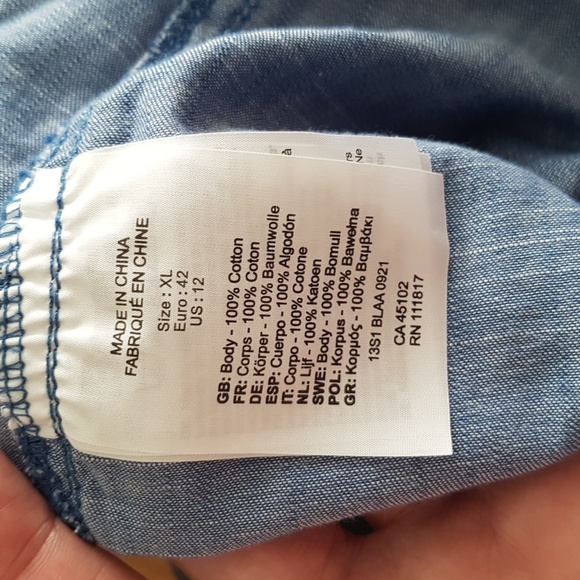 MADE IN CHINA
FABRIQUÉ EN CHINE
Size : XL
Euro : 42
US : 12
GB: Body - 100% Cotton
FR: Corps - 100% Coton
DE: Körper - 100% Baumwolle
ESP: Cuerpo - 100% Algodón
IT: Corpo - 100% Cotone
NL: Lijf - 100% Katoen
SWE: Body - 100% Bomull
POL: Korpus - 100% Bawełna
GR: Κορμός - 100% Βαμβάκι
13S1 BLAA 0921
CA 45102
RN 111817
à
Ne